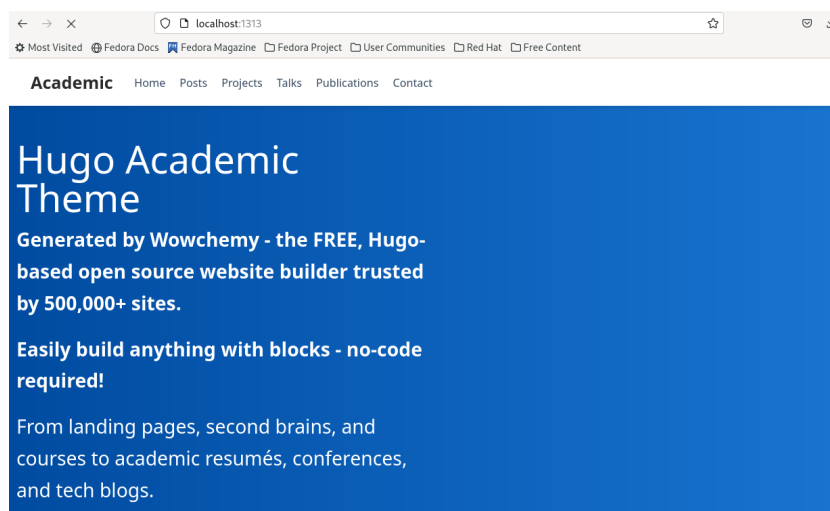 localhost:1313
Most Visited Fedora Docs Fedora Magazine Fedora Project User Communities Red Hat Free Content
Academic Home Posts Projects Talks Publications Contact
Hugo Academic
Theme
Generated by Wowchemy - the FREE, Hugo-
based open source website builder trusted
by 500,000+ sites.
Easily build anything with blocks - no-code
required!
From landing pages, second brains, and
courses to academic resumés, conferences,
and tech blogs.